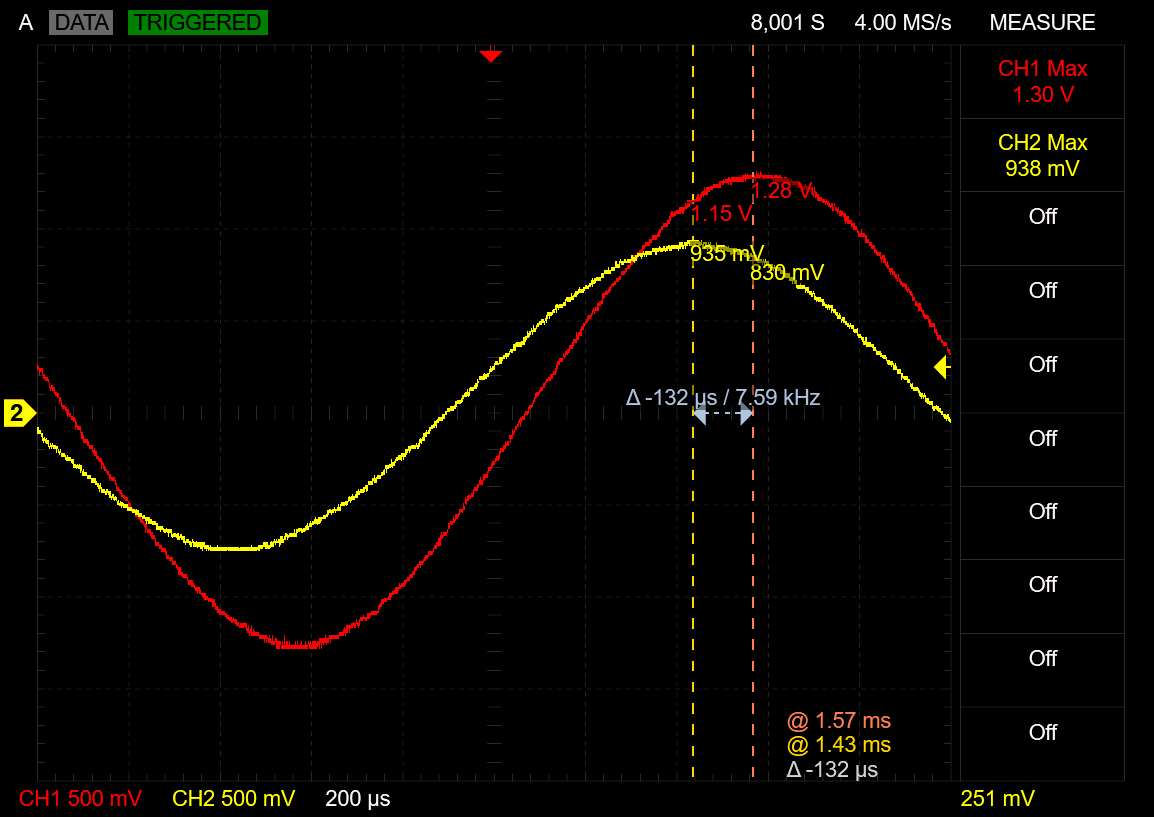 A DATA TRIGGERED 8,001 S 4.00 MS/s MEASURE
CH1 Max
1.30 V
CH2 Max
938 mV
Off
Off
Off
Off
Off
Off
Off
Off
1.28 V
1.15 V
935 mV
830 mV
Δ -132 µs / 7.59 kHz
2
@ 1.57 ms
@ 1.43 ms
Δ -132 µs
CH1 500 mV CH2 500 mV 200 µs 251 mV